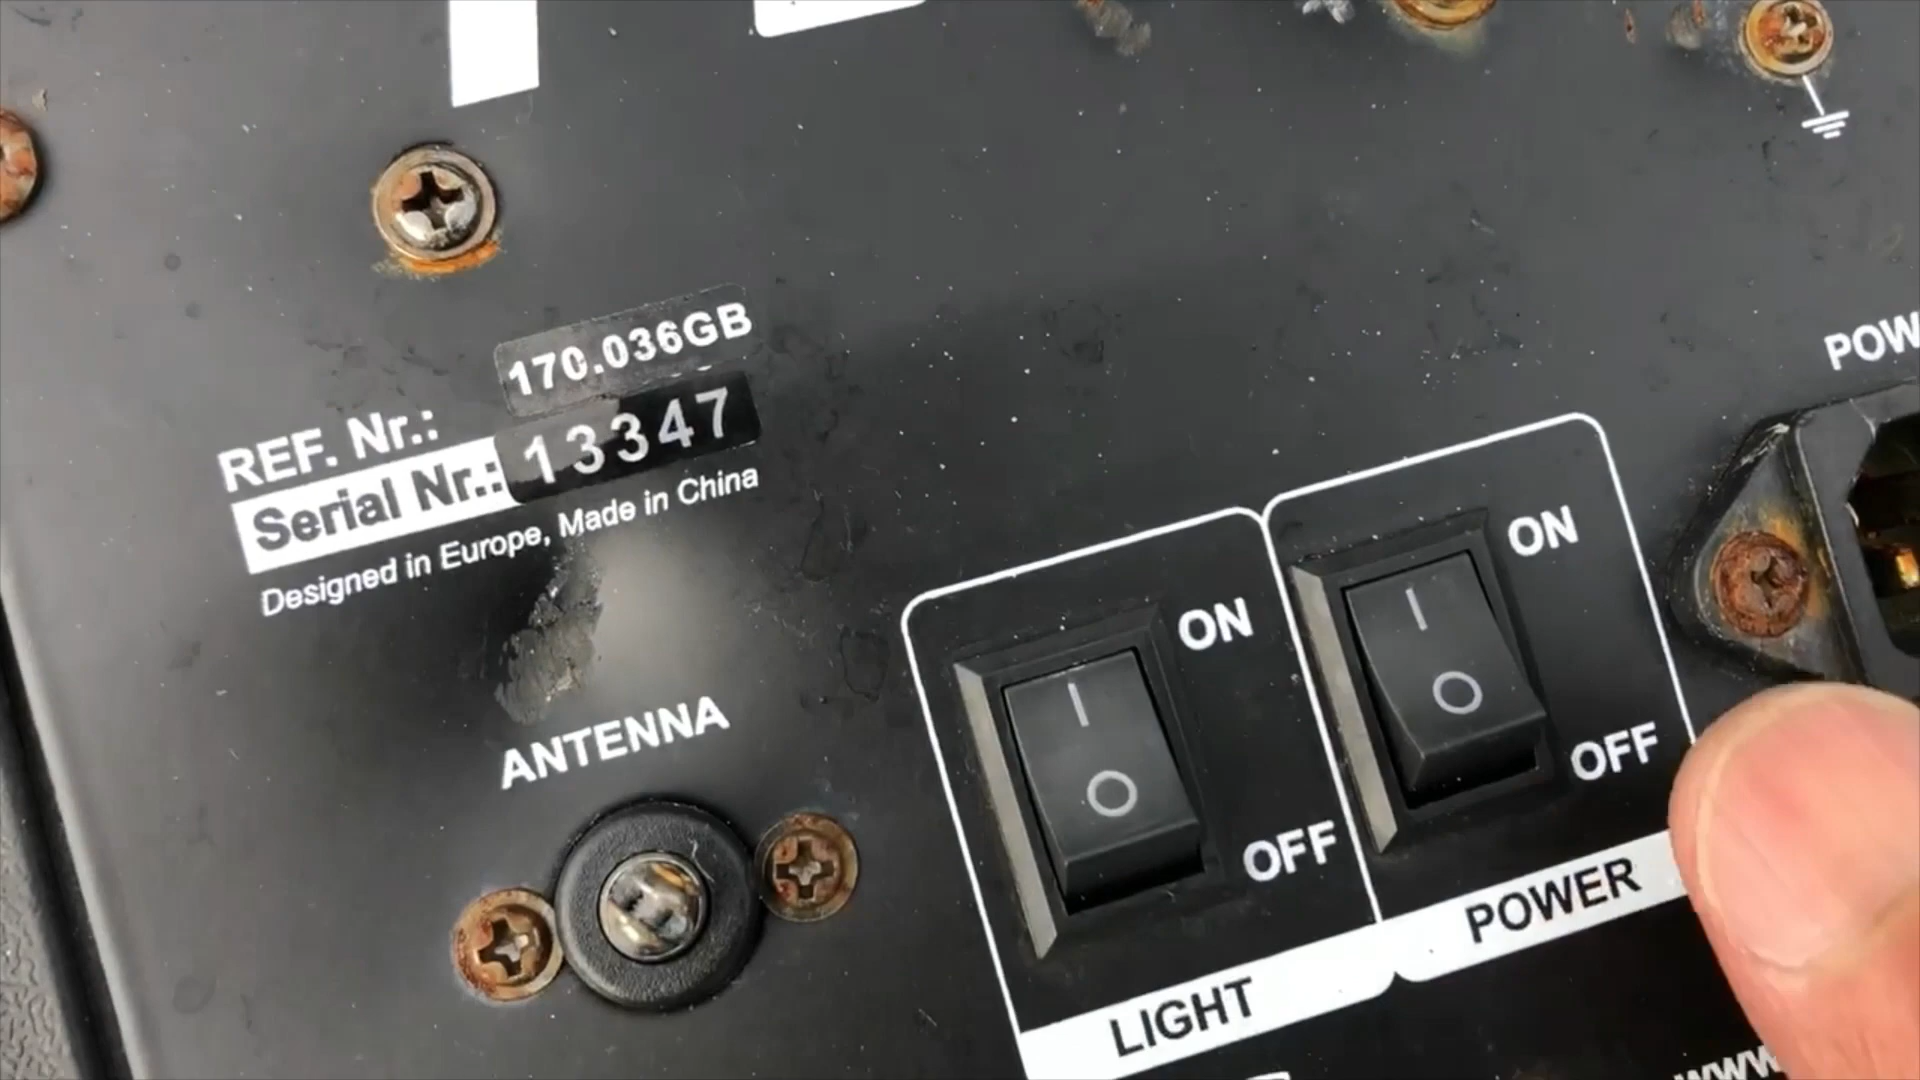 170.036GB
REF. Nr.:
Serial Nr.: 13347
Designed in Europe, Made in China
ANTENNA
ON
OFF
LIGHT
ON
OFF
POWER
POW
www